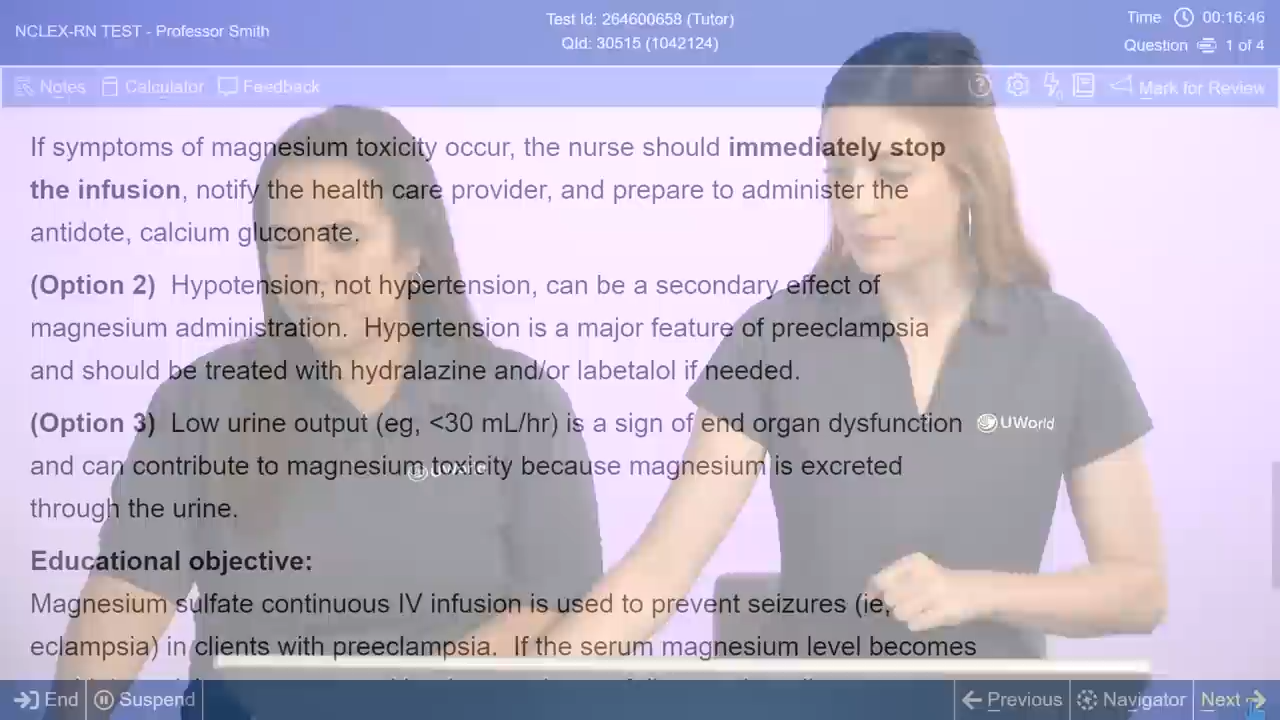 NCLEX-RN TEST - Professor Smith
Test Id: 264600658 (Tutor)
QId: 30515 (1042124)
Time 00:16:46
Question 1 of 4
Notes Calculator Feedback Mark for Review
If symptoms of magnesium toxicity occur, the nurse should immediately stop
the infusion, notify the health care provider, and prepare to administer the
antidote, calcium gluconate.
(Option 2) Hypotension, not hypertension, can be a secondary effect of
magnesium administration. Hypertension is a major feature of preeclampsia
and should be treated with hydralazine and/or labetalol if needed.
(Option 3) Low urine output (eg, <30 mL/hr) is a sign of end organ dysfunction
UWorld
and can contribute to magnesium toxicity because magnesium is excreted
through the urine.
Educational objective:
Magnesium sulfate continuous IV infusion is used to prevent seizures (ie,
eclampsia) in clients with preeclampsia. If the serum magnesium level becomes
End Suspend Previous Navigator Next